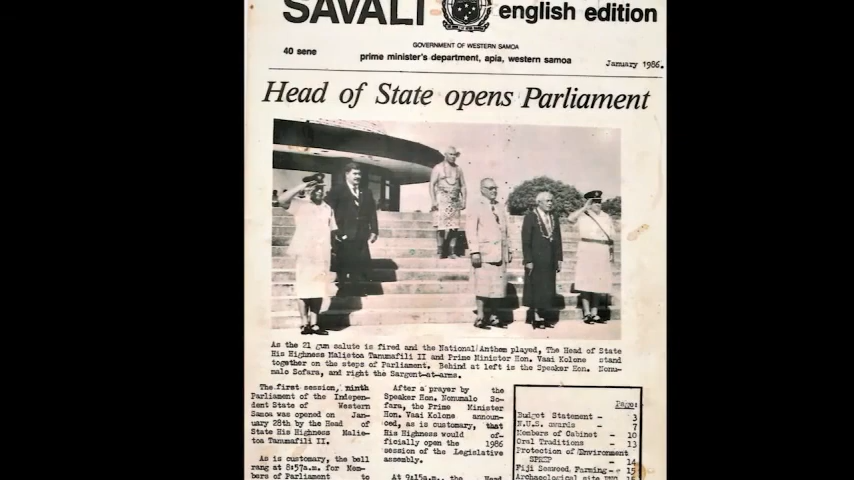 SAVALI english edition
GOVERNMENT OF WESTERN SAMOA
40 sene prime minister's department, apia, western samoa January 1986.
Head of State opens Parliament
As the 21 gun salute is fired and the National Anthem played, The Head of State
His Highness Malietoa Tanumafili II and Prime Minister Hon. Vaai Kolone stand
together on the steps of Parliament. Behind at left is the Speaker Hon. Nonu-
malo Sofara, and right the Sargent-at-arms.
The first session, ninth
Parliament of the Indepen-
dent State of Western
Samoa was opened on Jan-
uary 28th by the Head of
State His Highness Malie-
toa Tanumafili II.
As is customary, the bell
rang at 8:57a.m. for Mem-
bers of Parliament to
After a prayer by the
Speaker Hon. Nonumalo So-
fara, the Prime Minister
Hon. Vaai Kolone announ-
ced, as is customary, that
His Highness would of-
ficially open the 1986
session of the Legislative
assembly.
At 9:15a.m. the Head
Page:
Budget Statement - 3
N.U.S. awards - 7
Members of Cabinet - 10
Oral Traditions - 13
Protection of Environment
SPREP - 14
Fiji Seaweed Farming - 15
Archaeological site